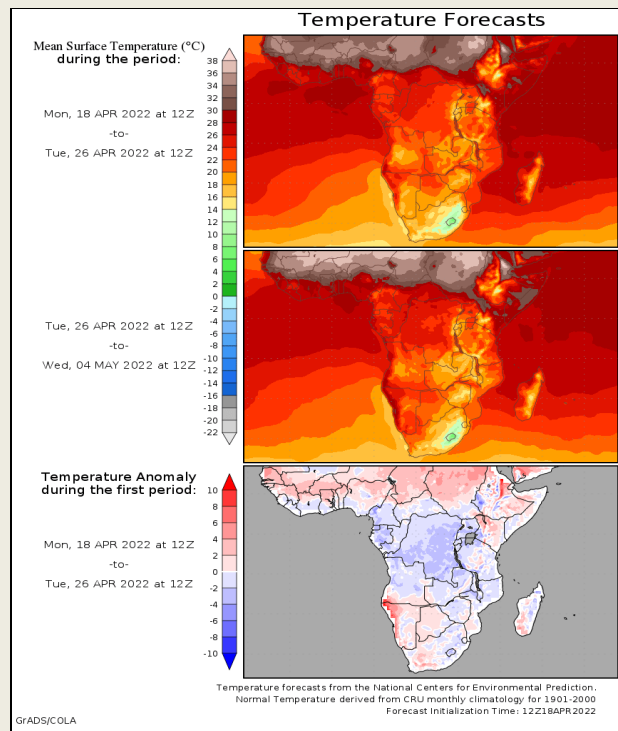 Temperature Forecasts
Mean Surface Temperature (°C)
during the period:
Mon, 18 APR 2022 at 12Z
-to-
Tue, 26 APR 2022 at 12Z
38
36
34
32
30
28
26
24
22
20
18
16
14
12
10
8
6
4
2
0
-2
-4
-6
-8
-10
-12
-14
-16
-18
-20
-22
Tue, 26 APR 2022 at 12Z
-to-
Wed, 04 MAY 2022 at 12Z
Temperature Anomaly
during the first period:
Mon, 18 APR 2022 at 12Z
-to-
Tue, 26 APR 2022 at 12Z
10
8
6
4
2
0
-2
-4
-6
-8
-10
Temperature forecasts from the National Centers for Environmental Prediction.
Normal Temperature derived from CRU monthly climatology for 1901-2000
Forecast Initialization Time: 12Z18APR2022
GrADS/COLA